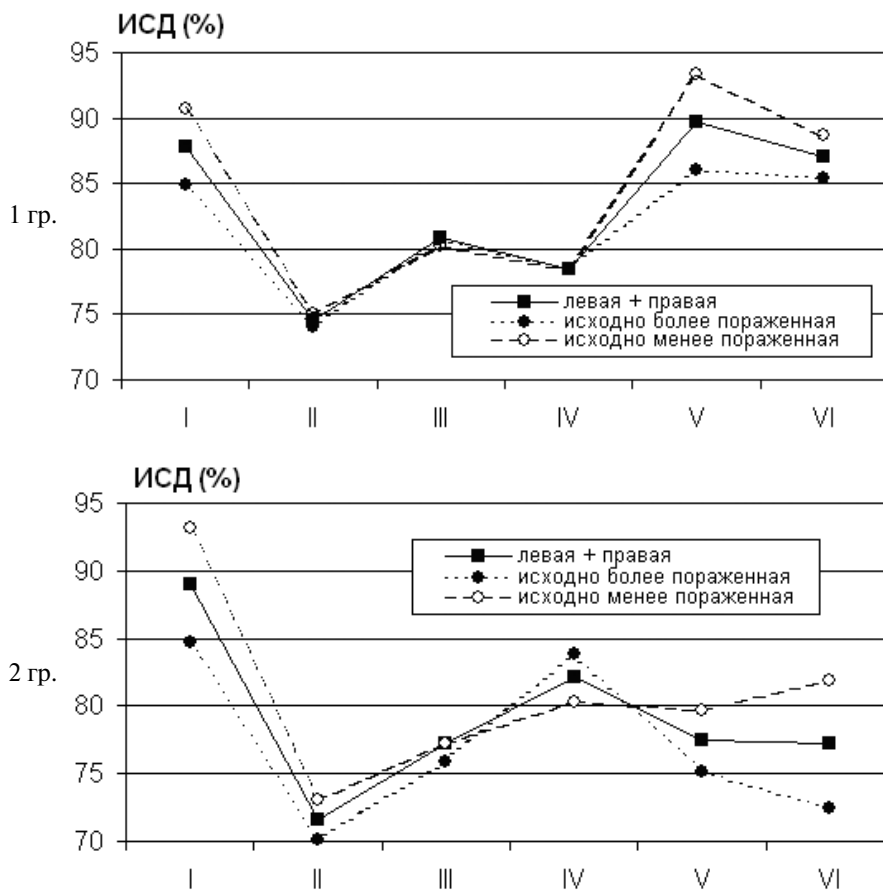 ИСД (%)
95
90
85
80
75
70
1 гр.
левая + правая
исходно более пораженная
исходно менее пораженная
I II III IV V VI
ИСД (%)
95
90
85
80
75
70
2 гр.
левая + правая
исходно более пораженная
исходно менее пораженная
I II III IV V VI